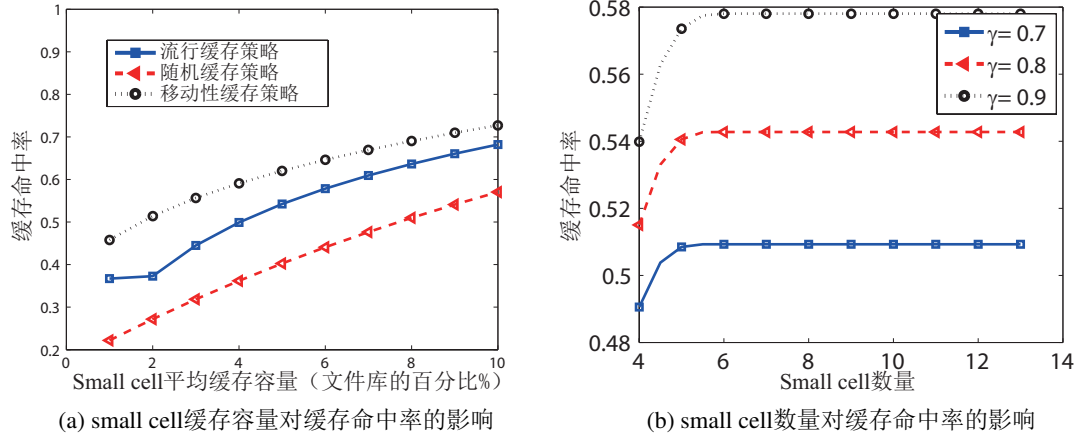 1
0.9
0.8
0.7
0.6
0.5
0.4
0.3
0.2
0
2
4
6
8
10
缓存命中率
流行缓存策略
随机缓存策略
移动性缓存策略
Small cell平均缓存容量（文件库的百分比%）
(a) small cell缓存容量对缓存命中率的影响
0.58
0.56
0.54
0.52
0.5
0.48
4
6
8
10
12
14
缓存命中率
γ= 0.7
γ= 0.8
γ= 0.9
Small cell数量
(b) small cell数量对缓存命中率的影响